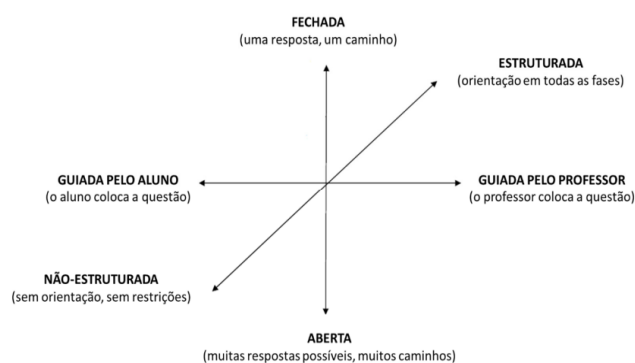 FECHADA
(uma resposta, um caminho)
ESTRUTURADA
(orientação em todas as fases)
GUIADA PELO ALUNO
(o aluno coloca a questão)
GUIADA PELO PROFESSOR
(o professor coloca a questão)
NÃO-ESTRUTURADA
(sem orientação, sem restrições)
ABERTA
(muitas respostas possíveis, muitos caminhos)